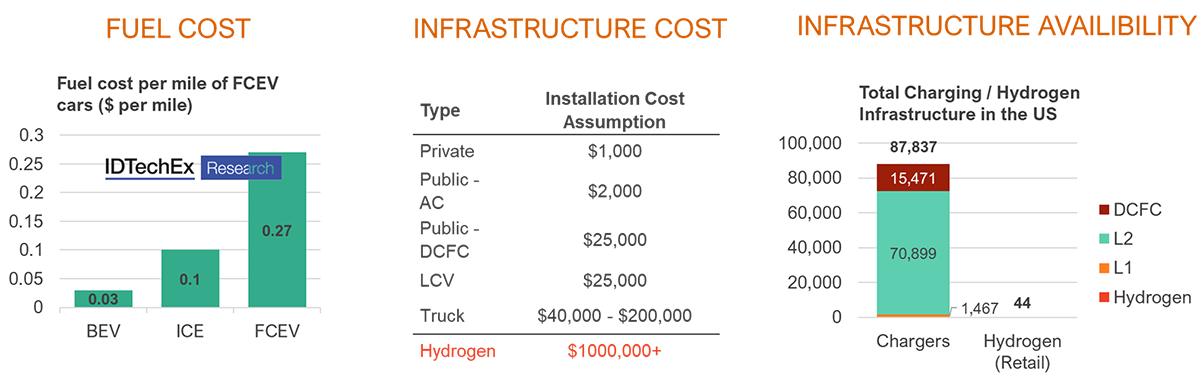 FUEL COST
Fuel cost per mile of FCEV
cars ($ per mile)
0.3
0.25
0.2
0.15
0.1
0.05
0
IDTechEx Research
0.03
0.1
0.27
BEV ICE FCEV
INFRASTRUCTURE COST
Type Installation Cost
Assumption
Private $1,000
Public -
AC $2,000
Public -
DCFC $25,000
LCV $25,000
Truck $40,000 - $200,000
Hydrogen $1000,000+
INFRASTRUCTURE AVAILIBILITY
Total Charging / Hydrogen
Infrastructure in the US
100,000
80,000
60,000
40,000
20,000
0
87,837
15,471
70,899
1,467
44
Chargers Hydrogen
(Retail)
DCFC
L2
L1
Hydrogen